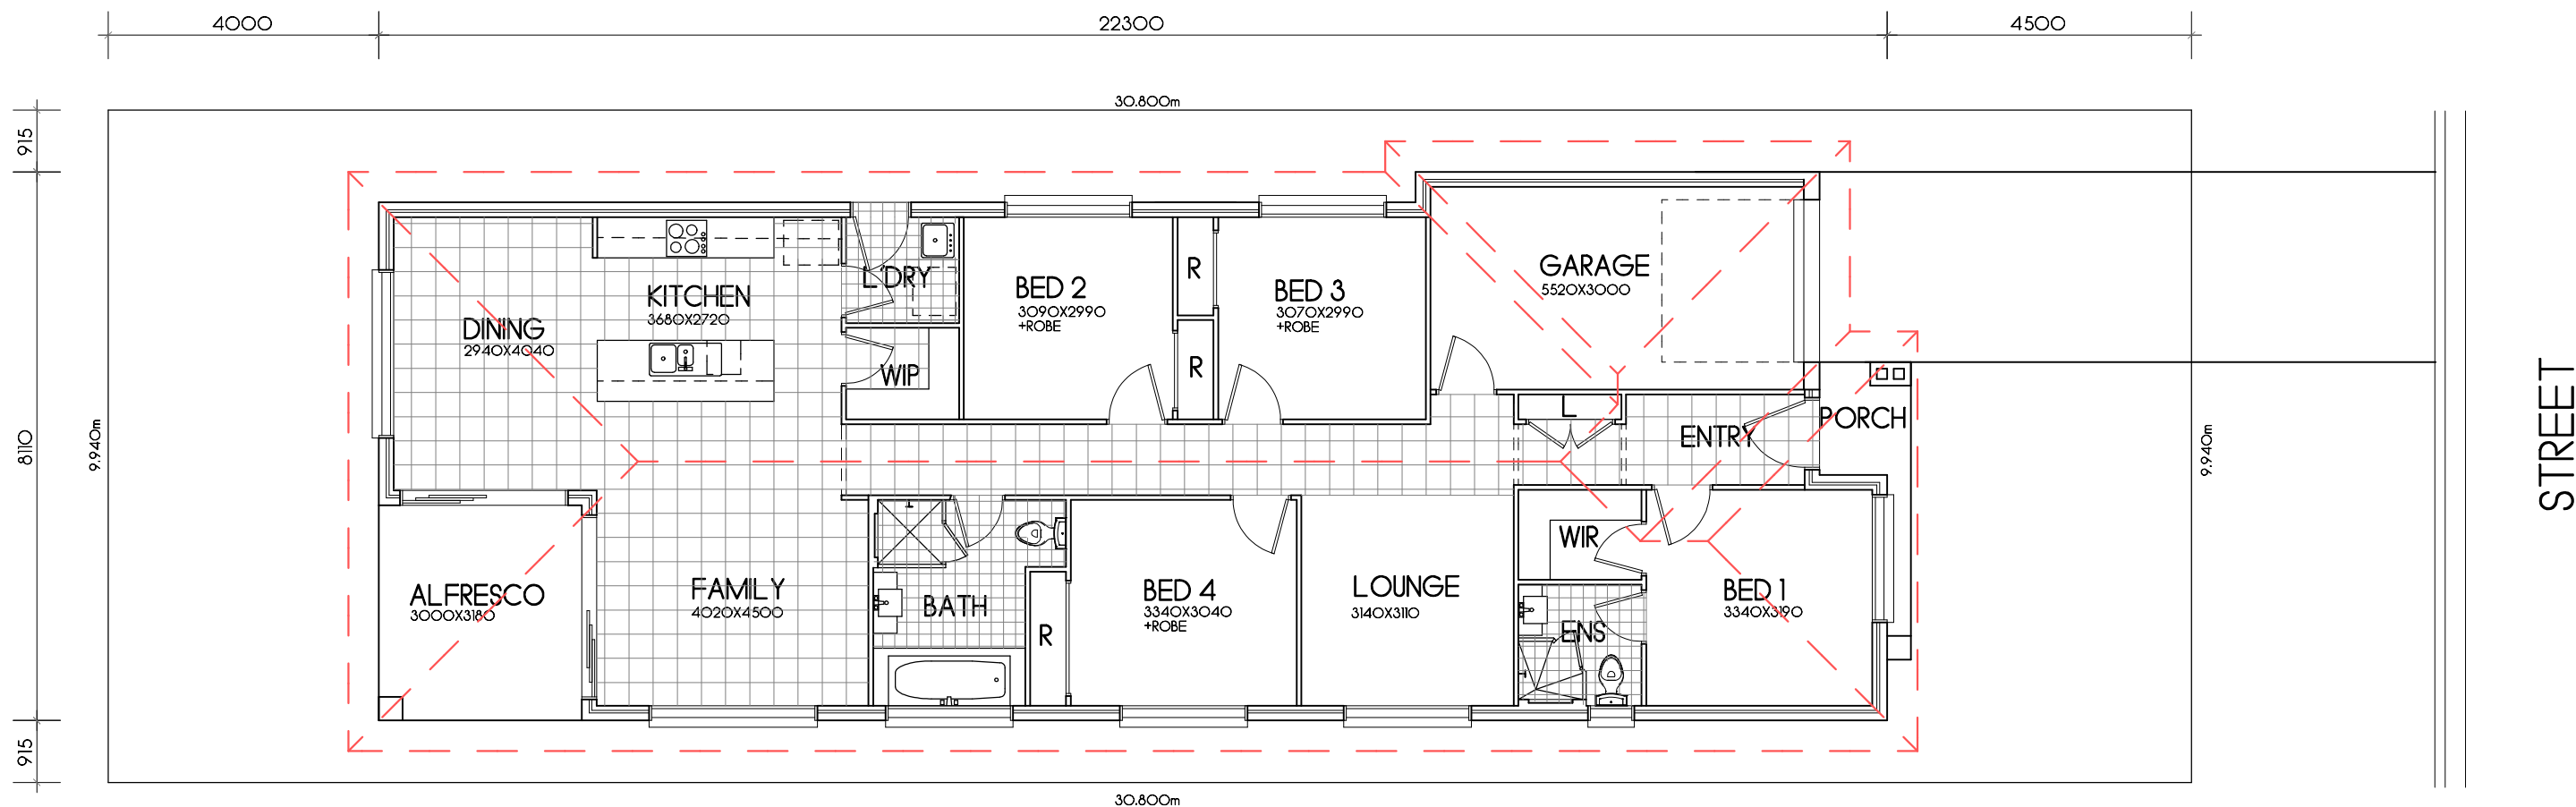 4000
22300
4500
30.800m
915
8110
915
9.940m
KITCHEN
3680X2720
DINING
2940X4040
L'DRY
WIP
BED 2
3090X2990
+ROBE
R
R
BED 3
3070X2990
+ROBE
GARAGE
5520X3000
L
ENTRY
PORCH
ALFRESCO
3000X3180
FAMILY
4020X4500
BATH
R
BED 4
3340X3040
+ROBE
LOUNGE
3140X3110
WIR
ENS
BED 1
3340X3190
9.940m
STREET
30.800m